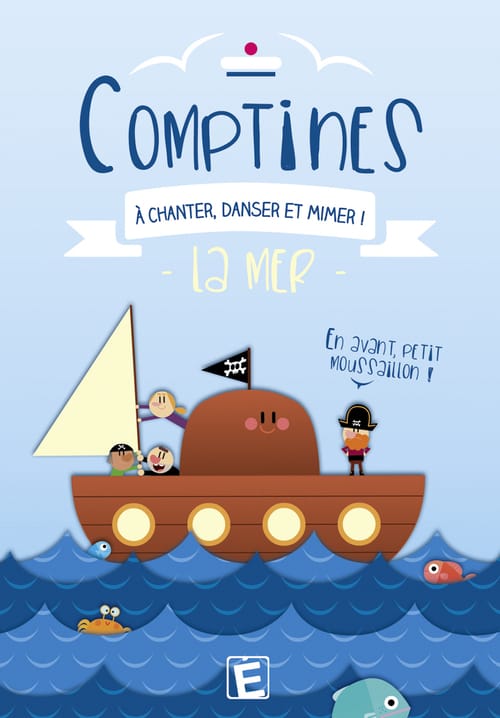 Comptines
À CHANTER, DANSER ET MIMER !
- La MER -
En avant, petit
moussaillon !
É